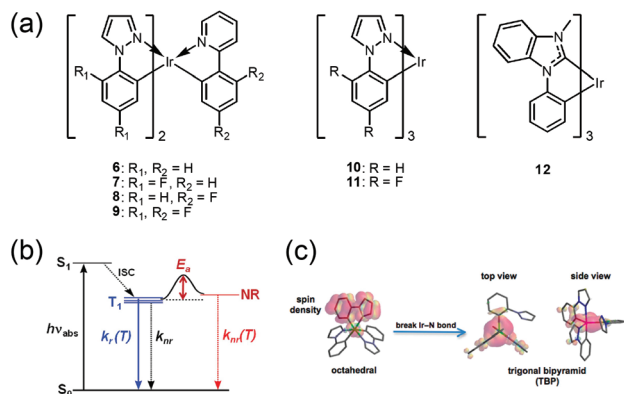 (a)
N N N Ir R₁ R₁ R₂ R₂ 2
N N Ir R R 3
N N Ir 3
6: R₁, R₂ = H
7: R₁ = F, R₂ = H
8: R₁ = H, R₂ = F
9: R₁, R₂ = F
10: R = H
11: R = F
12
(b)
S₁
ISC
Eₐ
T₁
NR
hνabs
kr(T)
knr
knr(T)
S₀
(c)
top view
side view
spin density
break Ir–N bond
octahedral
trigonal bipyramid
(TBP)